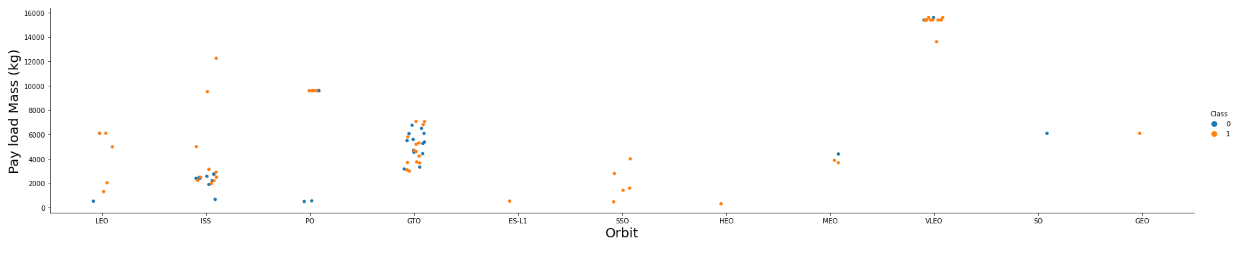 16000
14000
12000
10000
8000
6000
4000
2000
0
Pay load Mass (kg)
LEO ISS PO GTO ES-L1 SSO HEO MEO VLEO SO GEO
Orbit
Class
0
1